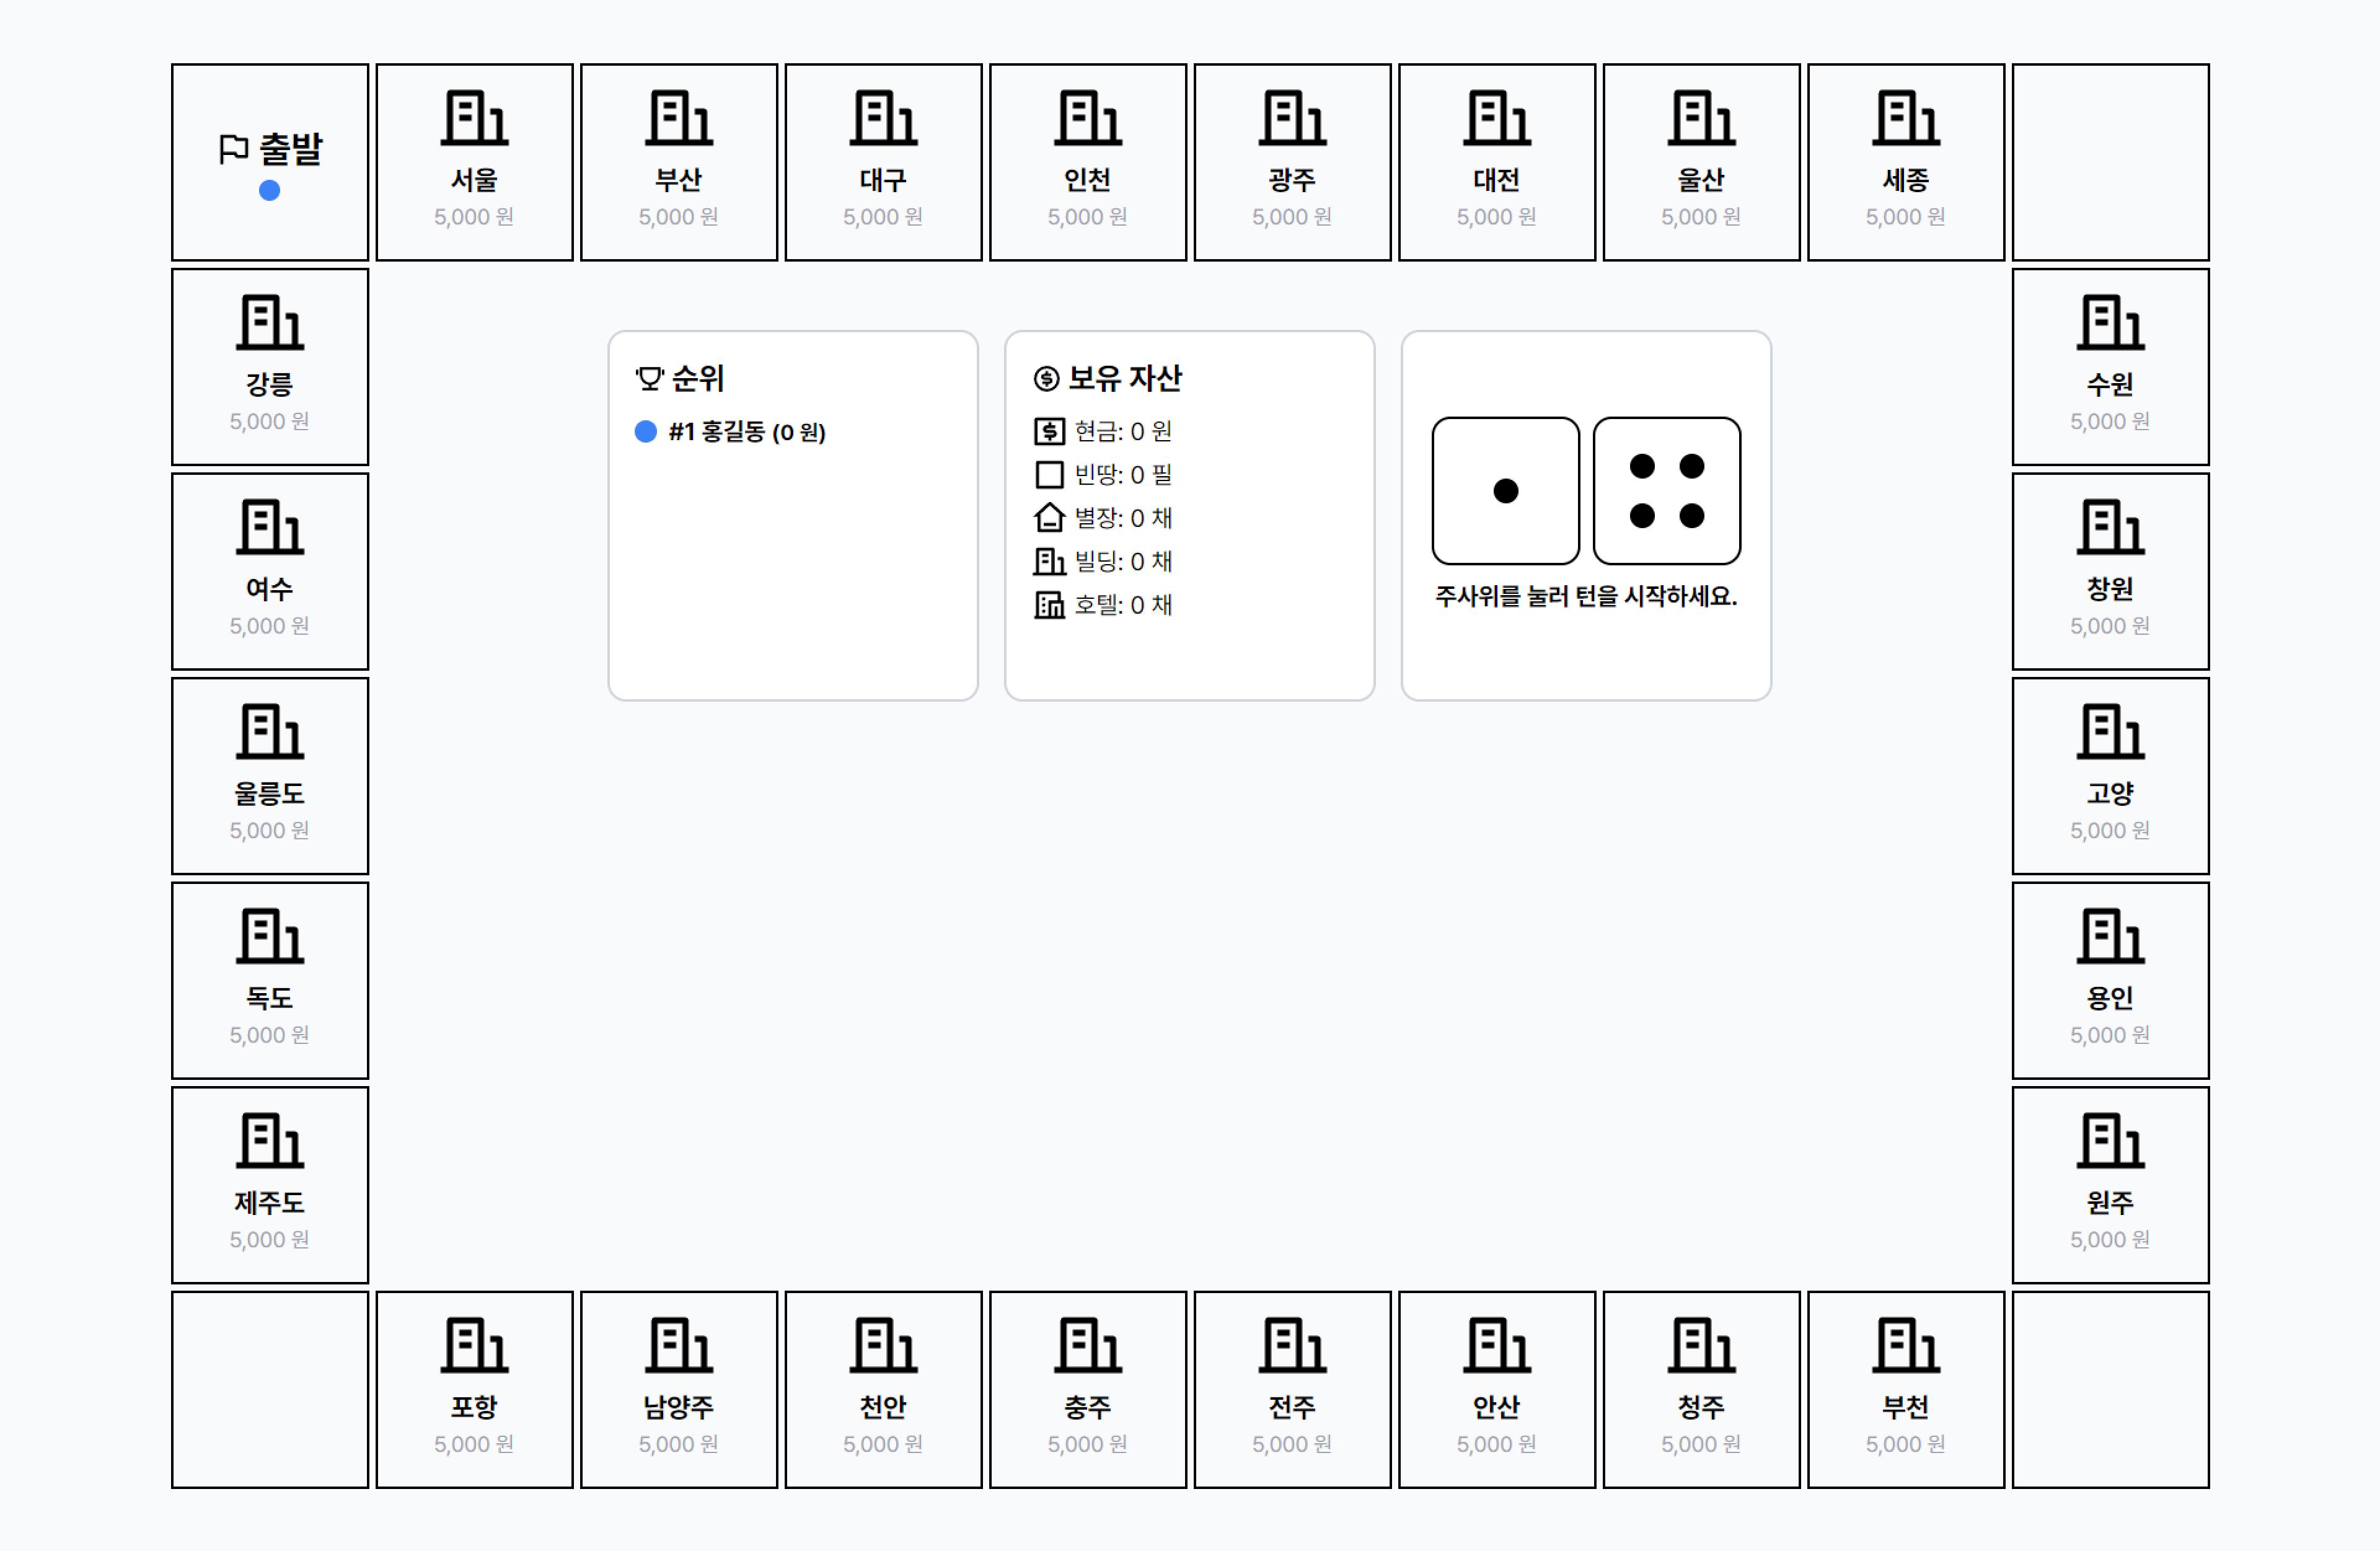 출발
서울
5,000 원
부산
5,000 원
대구
5,000 원
인천
5,000 원
광주
5,000 원
대전
5,000 원
울산
5,000 원
세종
5,000 원
강릉
5,000 원
순위
#1 홍길동 (0 원)
보유 자산
현금: 0 원
빈땅: 0 필
별장: 0 채
빌딩: 0 채
호텔: 0 채
주사위를 눌러 턴을 시작하세요.
수원
5,000 원
여수
5,000 원
창원
5,000 원
울릉도
5,000 원
고양
5,000 원
독도
5,000 원
용인
5,000 원
제주도
5,000 원
원주
5,000 원
포항
5,000 원
남양주
5,000 원
천안
5,000 원
충주
5,000 원
전주
5,000 원
안산
5,000 원
청주
5,000 원
부천
5,000 원